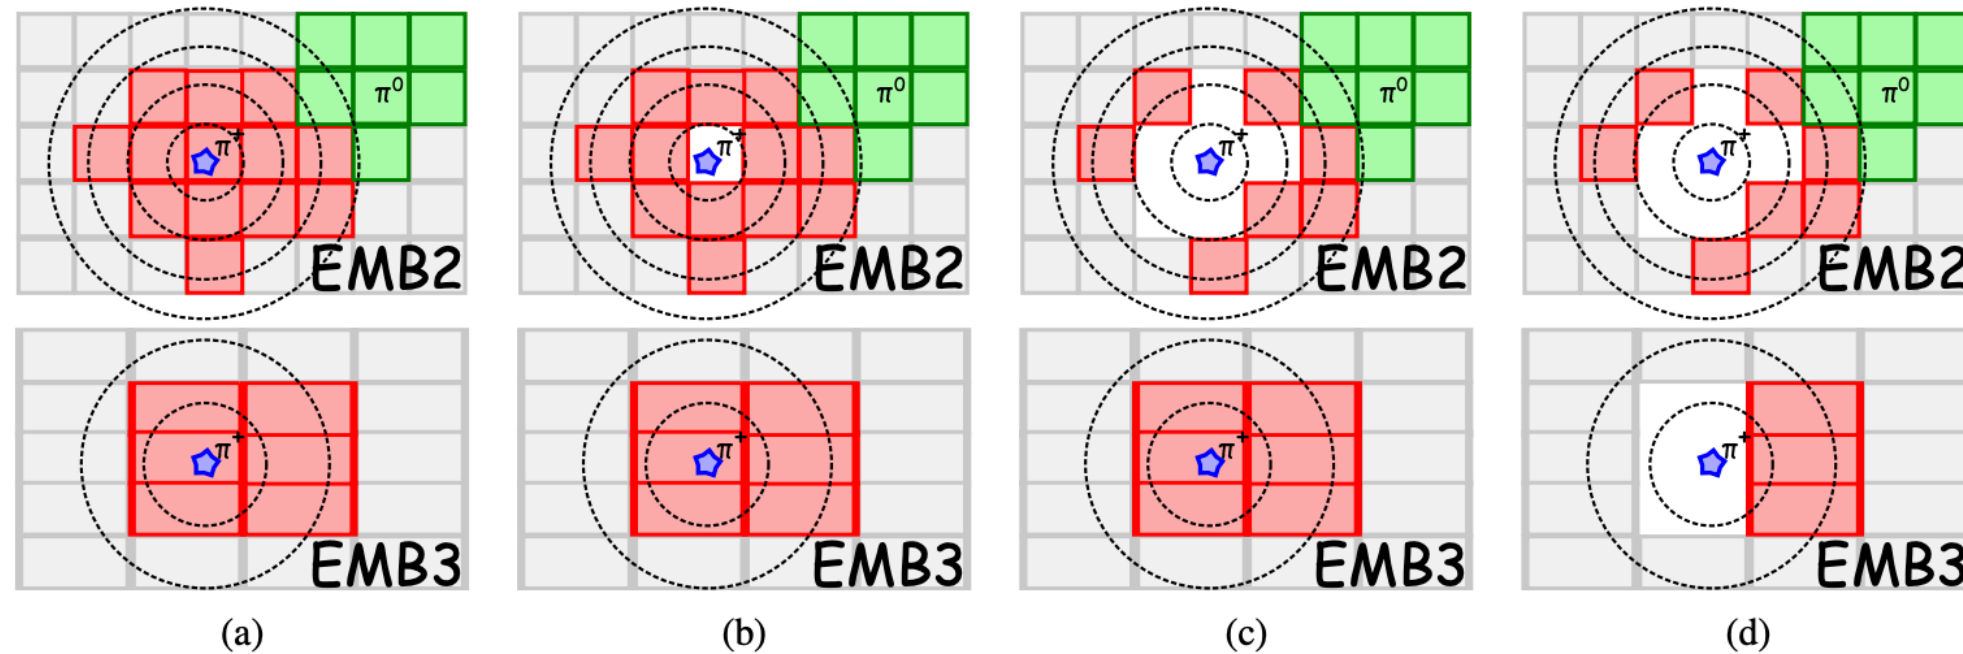 π⁰ π⁰ π⁰ π⁰
π⁺ π⁺ π⁺ π⁺
EMB2 EMB2 EMB2 EMB2
π⁺ π⁺ π⁺ π⁺
EMB3 EMB3 EMB3 EMB3
(a) (b) (c) (d)